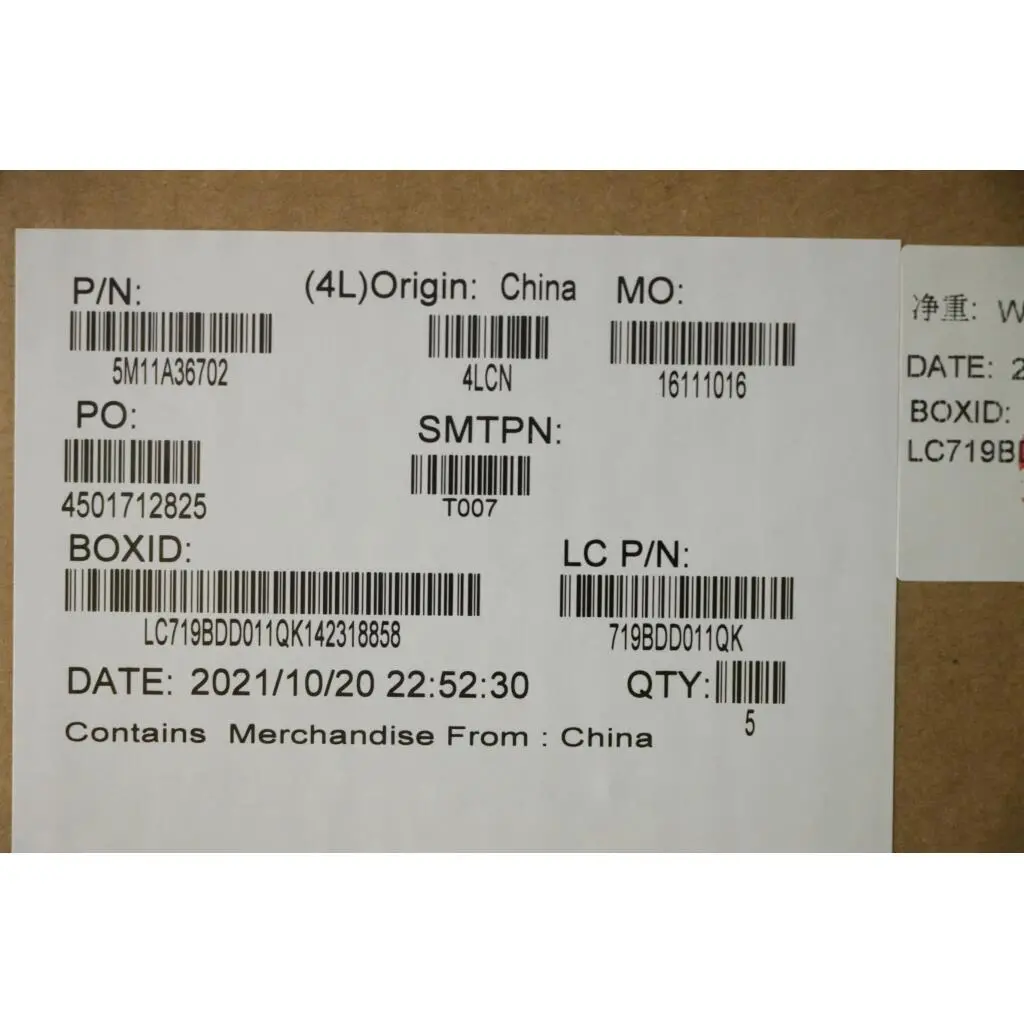 P/N:
(4L)Origin: China
MO:
5M11A36702
4LCN
16111016
PO:
SMTPN:
4501712825
T007
BOXID:
LC P/N:
LC719BDD011QK142318858
719BDD011QK
DATE: 2021/10/20 22:52:30
QTY:
5
Contains Merchandise From : China
净重: W
DATE: 2
BOXID:
LC719B